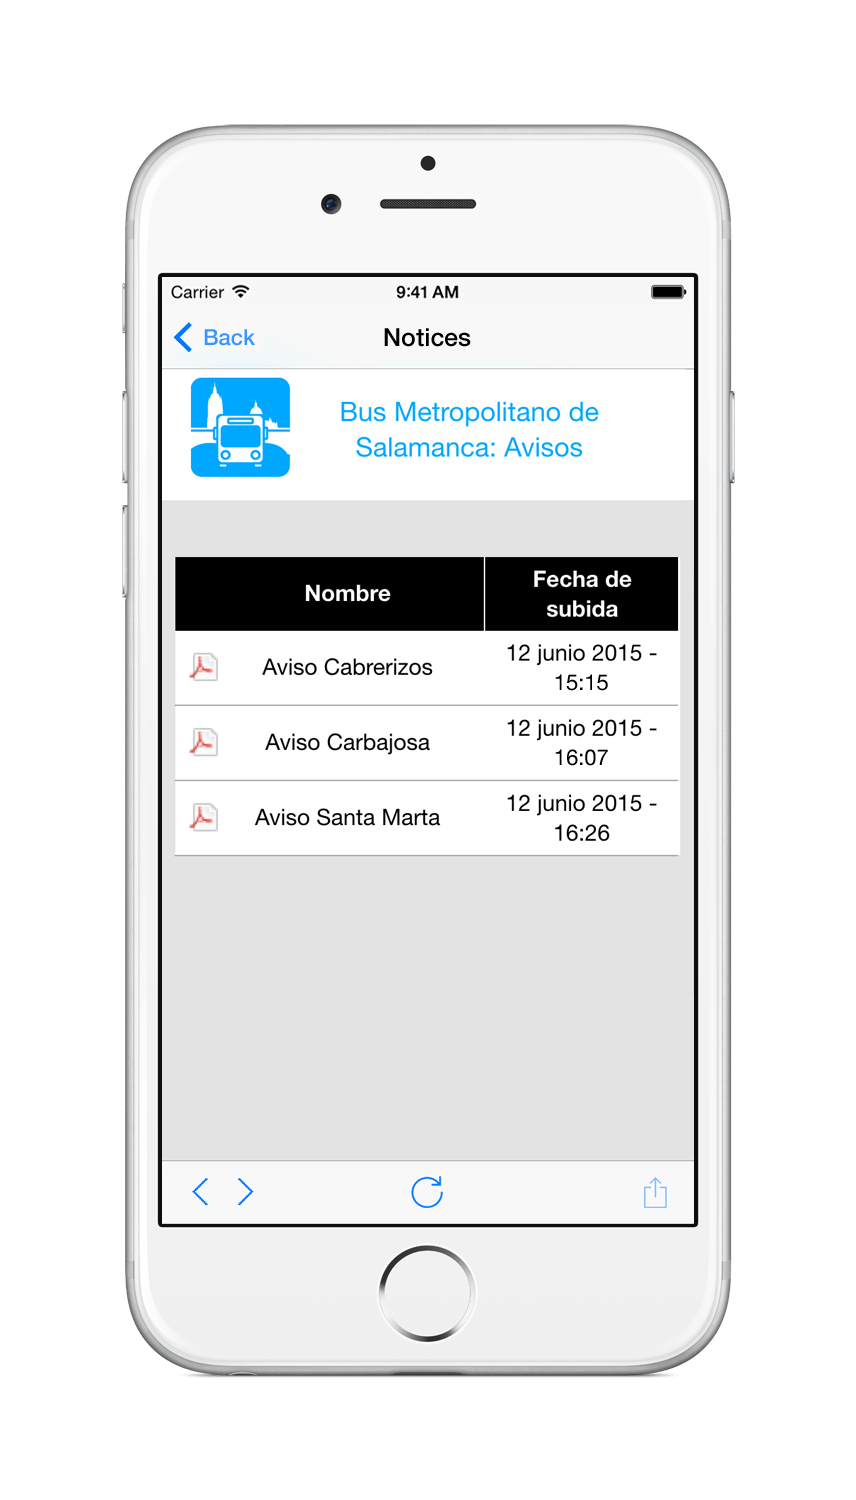 Carrier 9:41 AM
Back Notices
Bus Metropolitano de
Salamanca: Avisos
Nombre Fecha de
subida
Aviso Cabrerizos 12 junio 2015 -
15:15
Aviso Carbajosa 12 junio 2015 -
16:07
Aviso Santa Marta 12 junio 2015 -
16:26